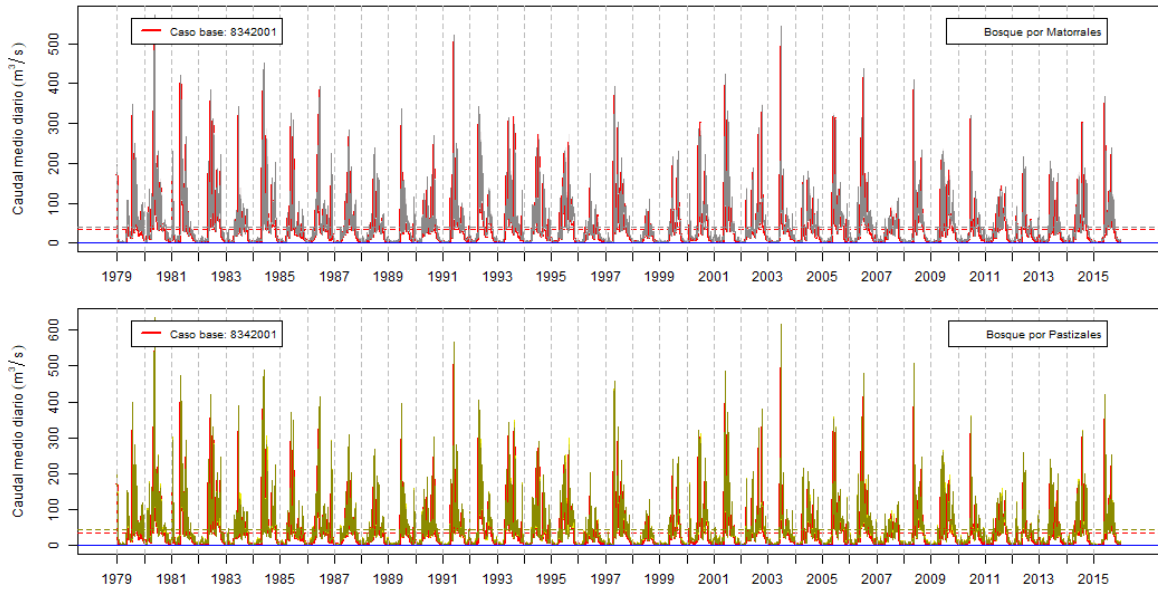 Caudal medio diario (m³/s)
500
400
300
200
100
0
Caso base: 8342001
Bosque por Matorrales
1979 1981 1983 1985 1987 1989 1991 1993 1995 1997 1999 2001 2003 2005 2007 2009 2011 2013 2015
Caudal medio diario (m³/s)
600
500
400
300
200
100
0
Caso base: 8342001
Bosque por Pastizales
1979 1981 1983 1985 1987 1989 1991 1993 1995 1997 1999 2001 2003 2005 2007 2009 2011 2013 2015